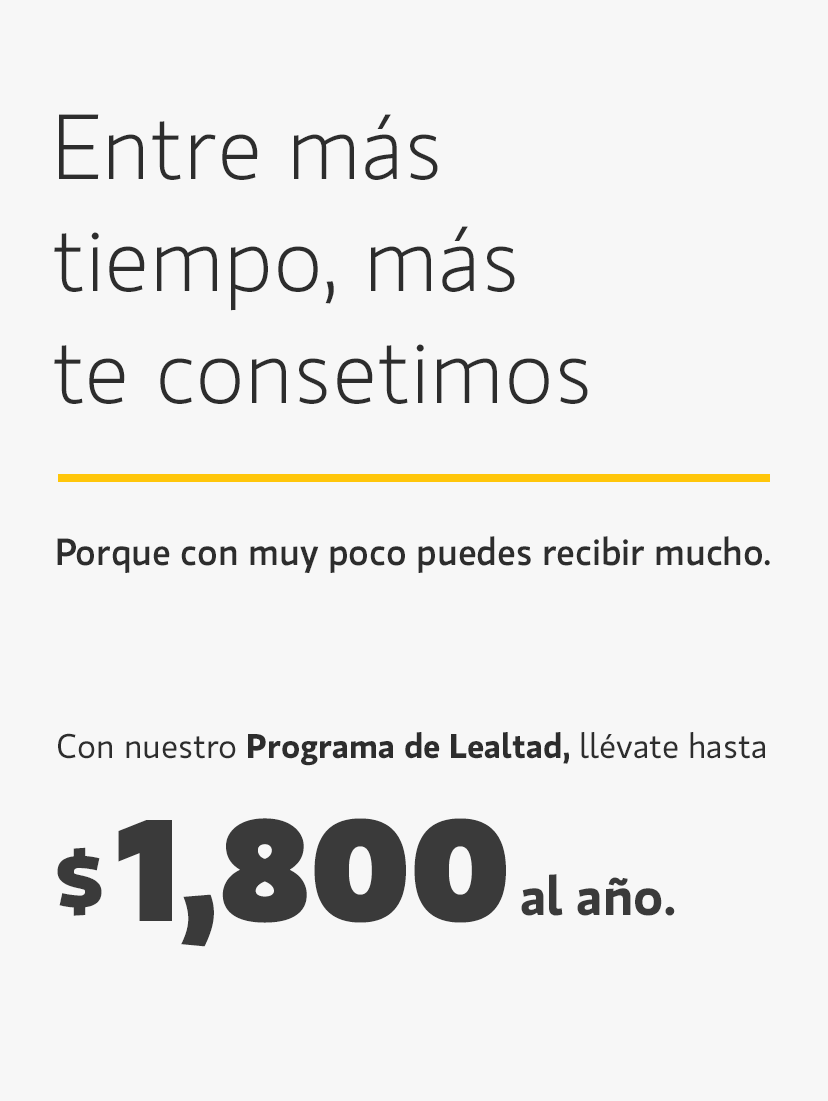 Entre más
tiempo, más
te consetimos
Porque con muy poco puedes recibir mucho.
Con nuestro Programa de Lealtad, llévate hasta
$1,800 al año.